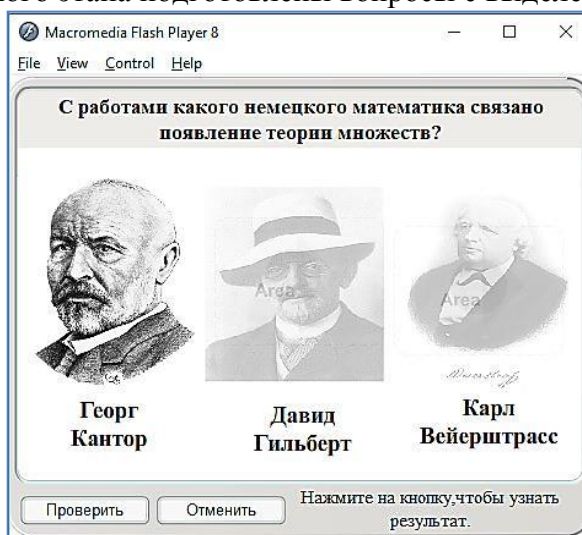 Macromedia Flash Player 8
File View Control Help
С работами какого немецкого математика связано
появление теории множеств?
Area
Area
Георг
Кантор
Давид
Гильберт
Карл
Вейерштрасс
Проверить
Отменить
Нажмите на кнопку,чтобы узнать
результат.